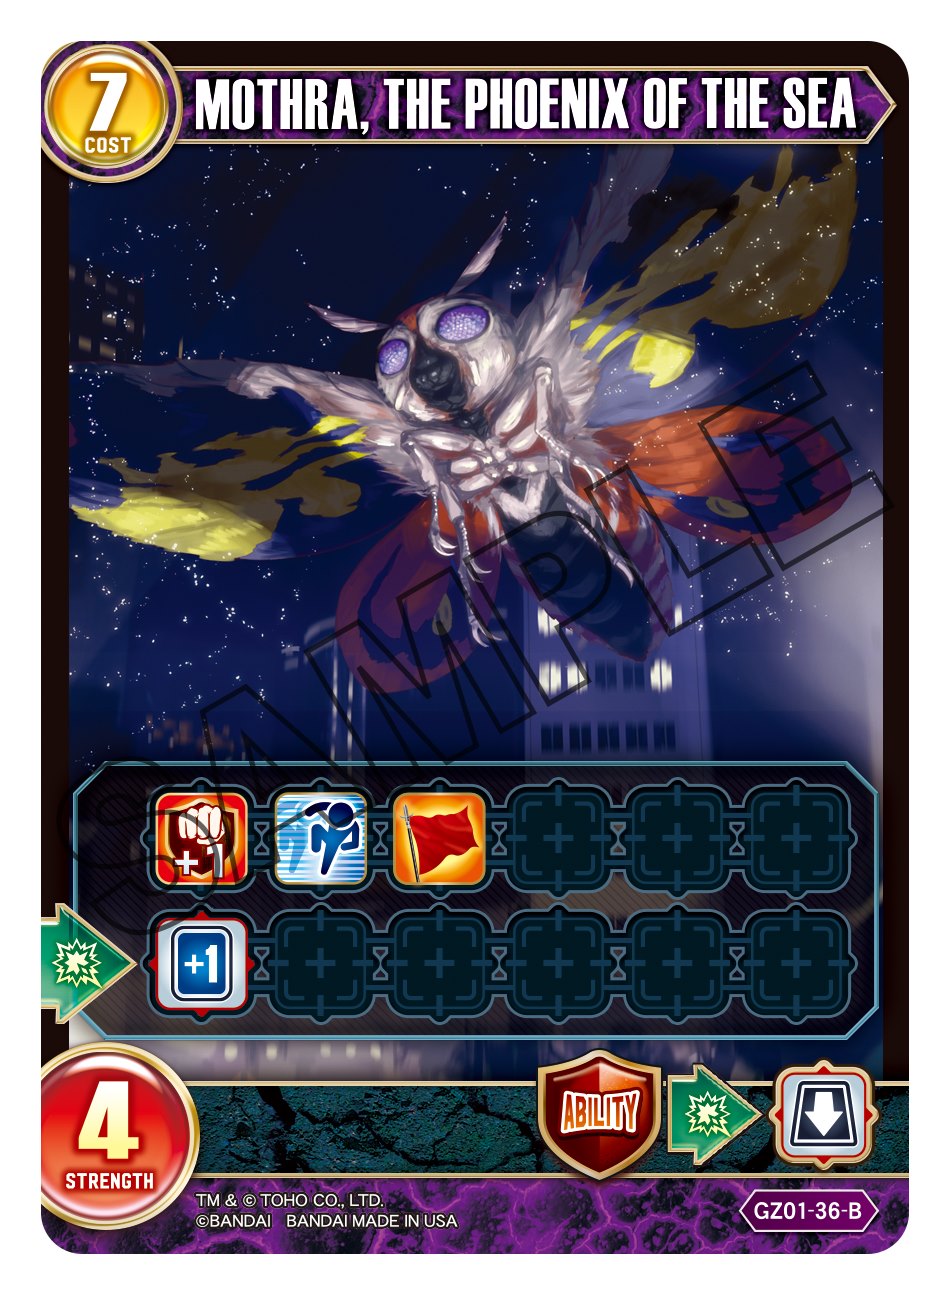 7
COST
MOTHRA, THE PHOENIX OF THE SEA
SAMPLE
+1
+1
4
STRENGTH
ABILITY
TM & © TOHO CO., LTD.
©BANDAI BANDAI MADE IN USA
GZ01-36-B